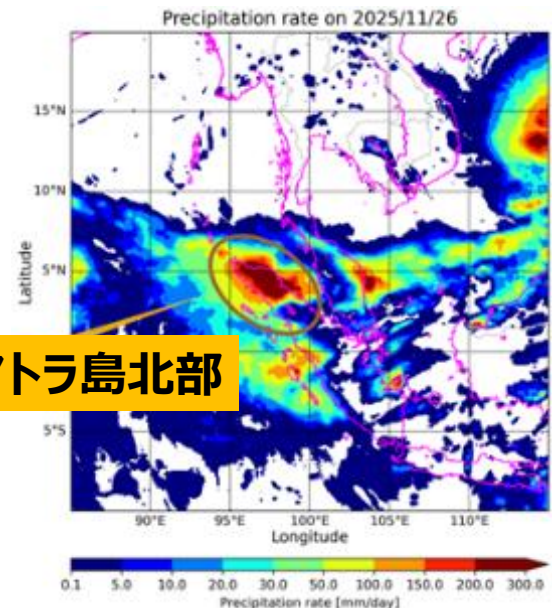 Precipitation rate on 2025/11/26
15°N
10°N
Latitude
5°N
トラ島北部
5°S
90°E 95°E 100°E 105°E 110°E
Longitude
0.1 5.0 10.0 20.0 30.0 50.0 100.0 150.0 200.0 300.0
Precipitation rate [mm/day]